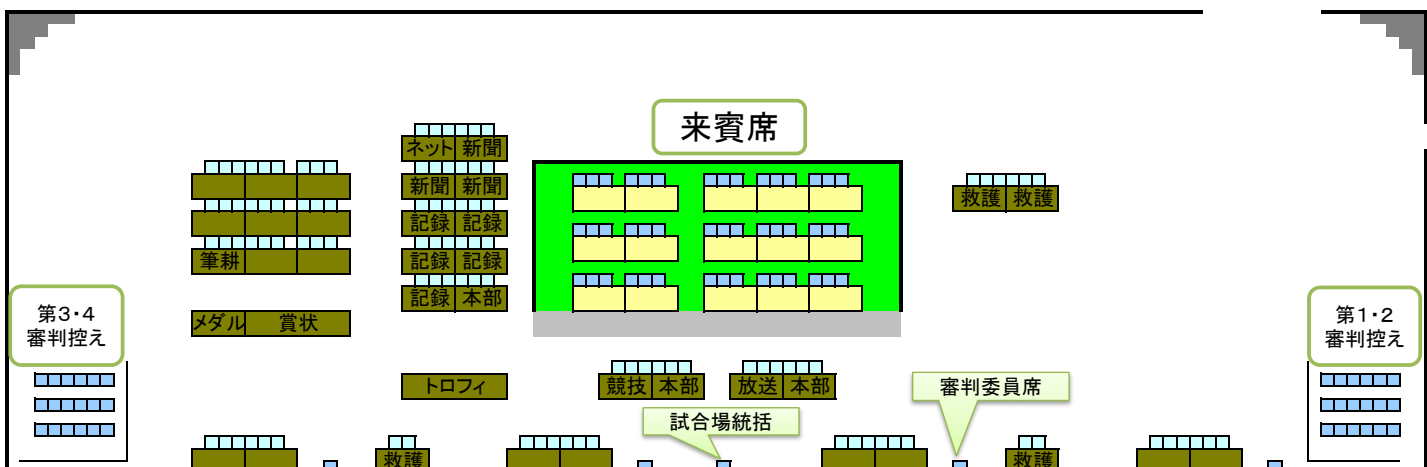 来賓席
ネット 新聞
新聞 新聞
救護 救護
記録 記録
筆耕
記録 記録
記録 本部
第3・4
審判控え
メダル 賞状
第1・2
審判控え
トロフィ
競技 本部
放送 本部
審判委員席
試合場統括
救護
救護